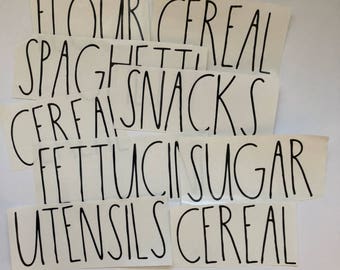 FLOUR CEREAL
SPAGHETTI
SNACKS
CEREAL
FETTUCINI SUGAR
UTENSILS CEREAL